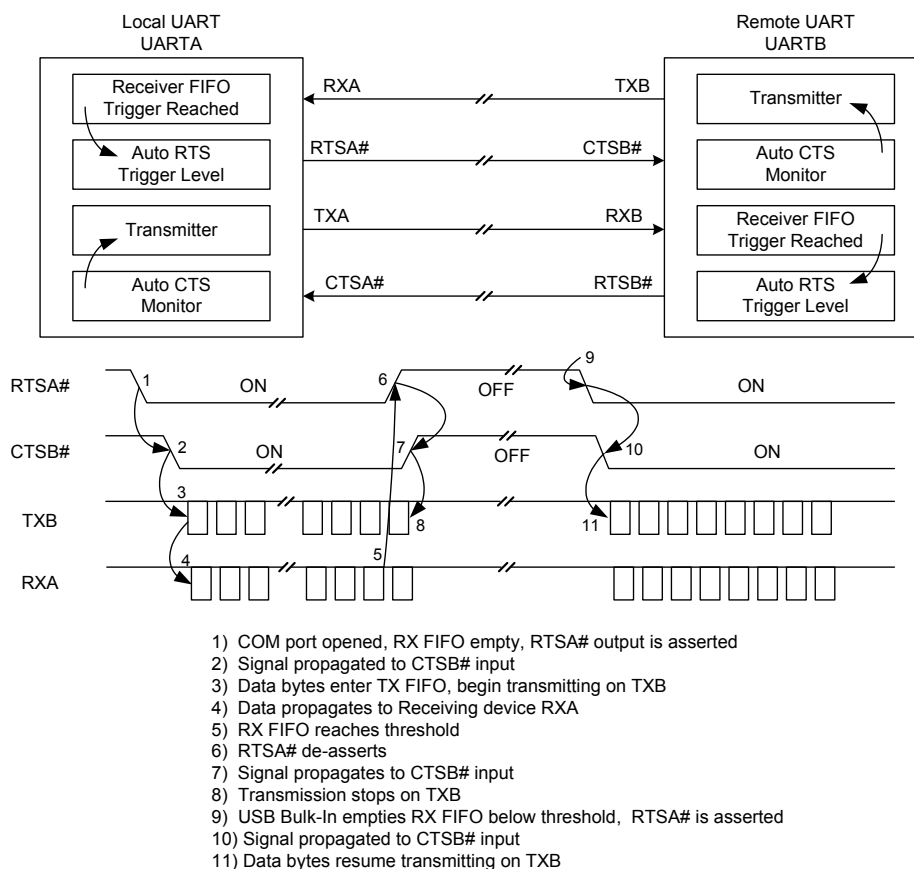 Local UART
UARTA
Remote UART
UARTB
Receiver FIFO
Trigger Reached
Auto RTS
Trigger Level
Transmitter
Auto CTS
Monitor
RXA
TXB
RTSA#
CTSB#
TXA
RXB
CTSA#
RTSB#
Transmitter
Auto CTS
Monitor
Receiver FIFO
Trigger Reached
Auto RTS
Trigger Level
RTSA#
1
ON
6
OFF
9
ON
CTSB#
2
ON
7
OFF
10
ON
TXB
3
8
11
RXA
4
5
1) COM port opened, RX FIFO empty, RTSA# output is asserted
2) Signal propagated to CTSB# input
3) Data bytes enter TX FIFO, begin transmitting on TXB
4) Data propagates to Receiving device RXA
5) RX FIFO reaches threshold
6) RTSA# de-asserts
7) Signal propagates to CTSB# input
8) Transmission stops on TXB
9) USB Bulk-In empties RX FIFO below threshold, RTSA# is asserted
10) Signal propagated to CTSB# input
11) Data bytes resume transmitting on TXB